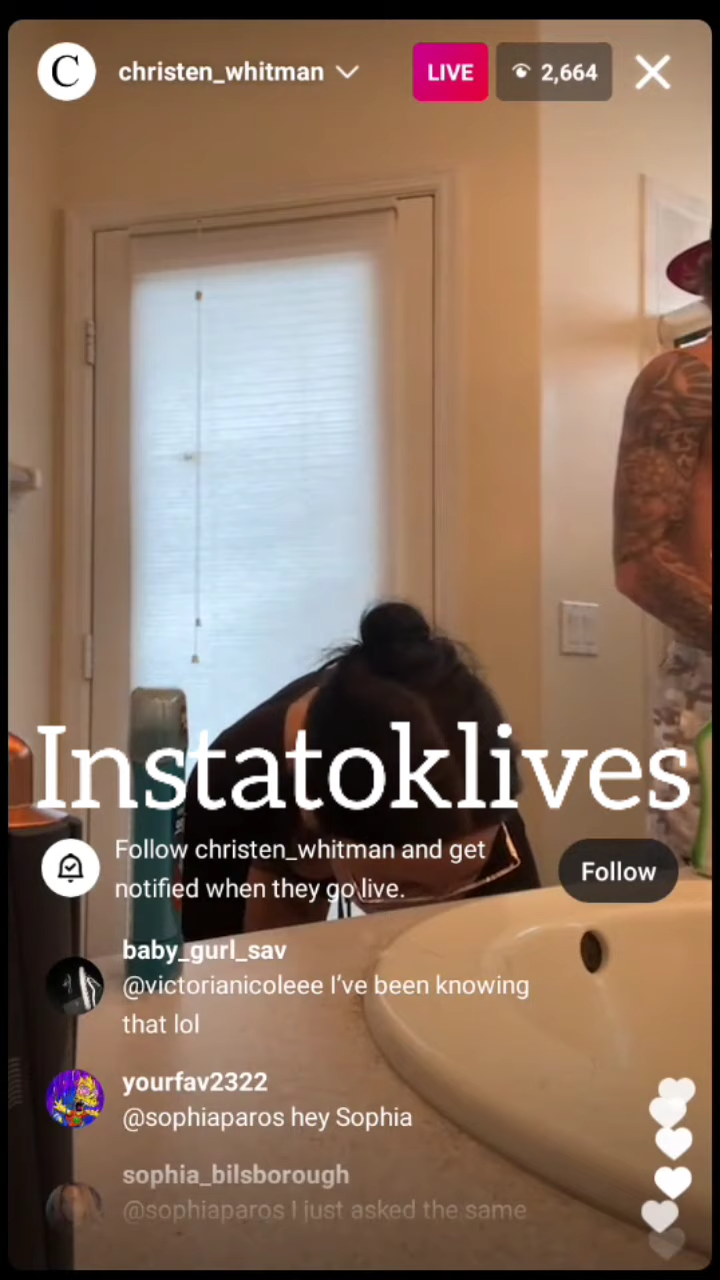 C christen_whitman LIVE 2,664
Instatoklives
Follow christen_whitman and get
notified when they go live.
Follow
baby_gurl_sav
@victorianicoleee I’ve been knowing
that lol
yourfav2322
@sophiaparos hey Sophia
sophia_bilsborough
@sophiaparos I just asked the same